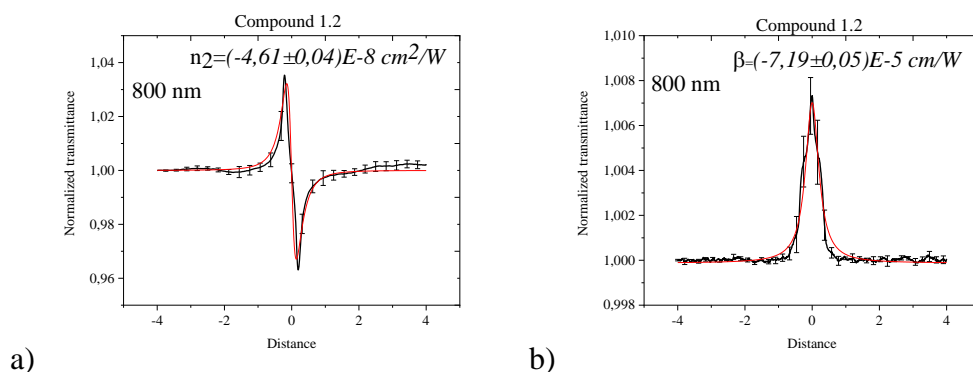 Compound 1.2
n2=(-4,61±0,04)E-8 cm2/W
800 nm
1,04
1,02
1,00
0,98
0,96
Normalized transmittance
-4
-2
0
2
4
Distance
a)
Compound 1.2
1,010
β=(-7,19±0,05)E-5 cm/W
800 nm
1,008
1,006
1,004
1,002
1,000
0,998
Normalized transmittance
-4
-2
0
2
4
Distance
b)